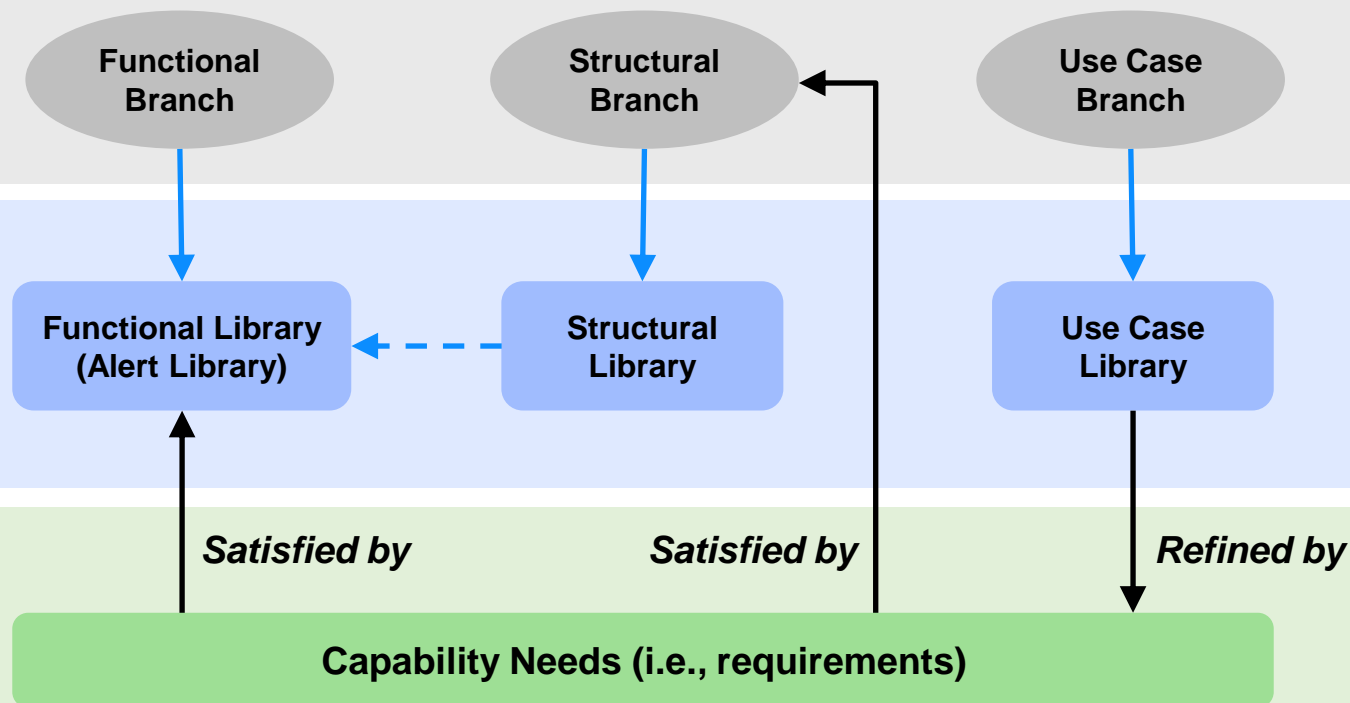 Functional
Branch
Structural
Branch
Use Case
Branch
Functional Library
(Alert Library)
Structural
Library
Use Case
Library
Satisfied by
Satisfied by
Refined by
Capability Needs (i.e., requirements)